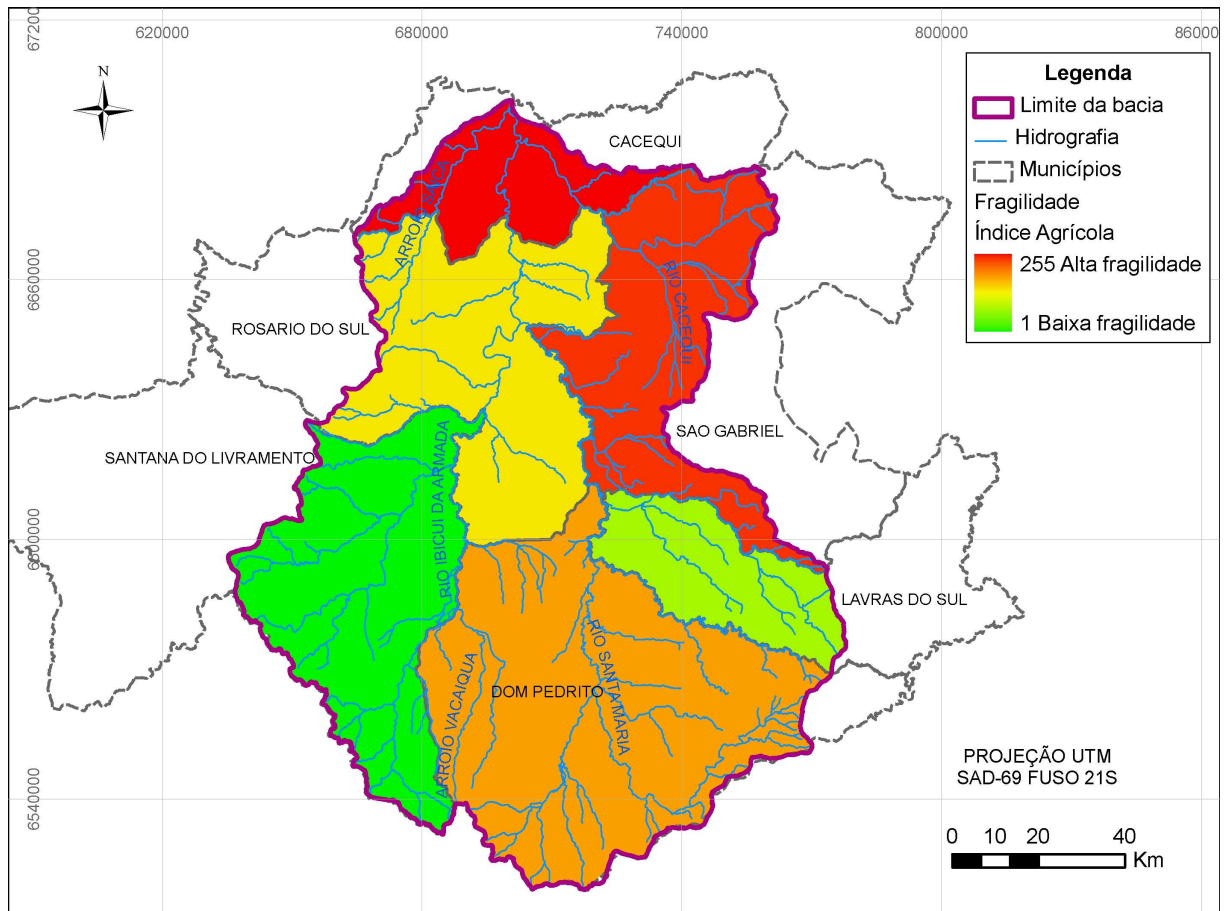 67200
620000
680000
740000
800000
86000
N
Legenda
Limite da bacia
Hidrografia
Municípios
Fragilidade
Índice Agrícola
255 Alta fragilidade
1 Baixa fragilidade
CACEQUI
ARROIO SAICA
6660000
RIO CACEQUI
ROSARIO DO SUL
SAO GABRIEL
SANTANA DO LIVRAMENTO
RIO IBICUI DA ARMADA
6600000
LAVRAS DO SUL
RIO SANTA MARIA
DOM PEDRITO
ARROIO VACAIQUA
6540000
PROJEÇÃO UTM
SAD-69 FUSO 21S
0 10 20 40
Km